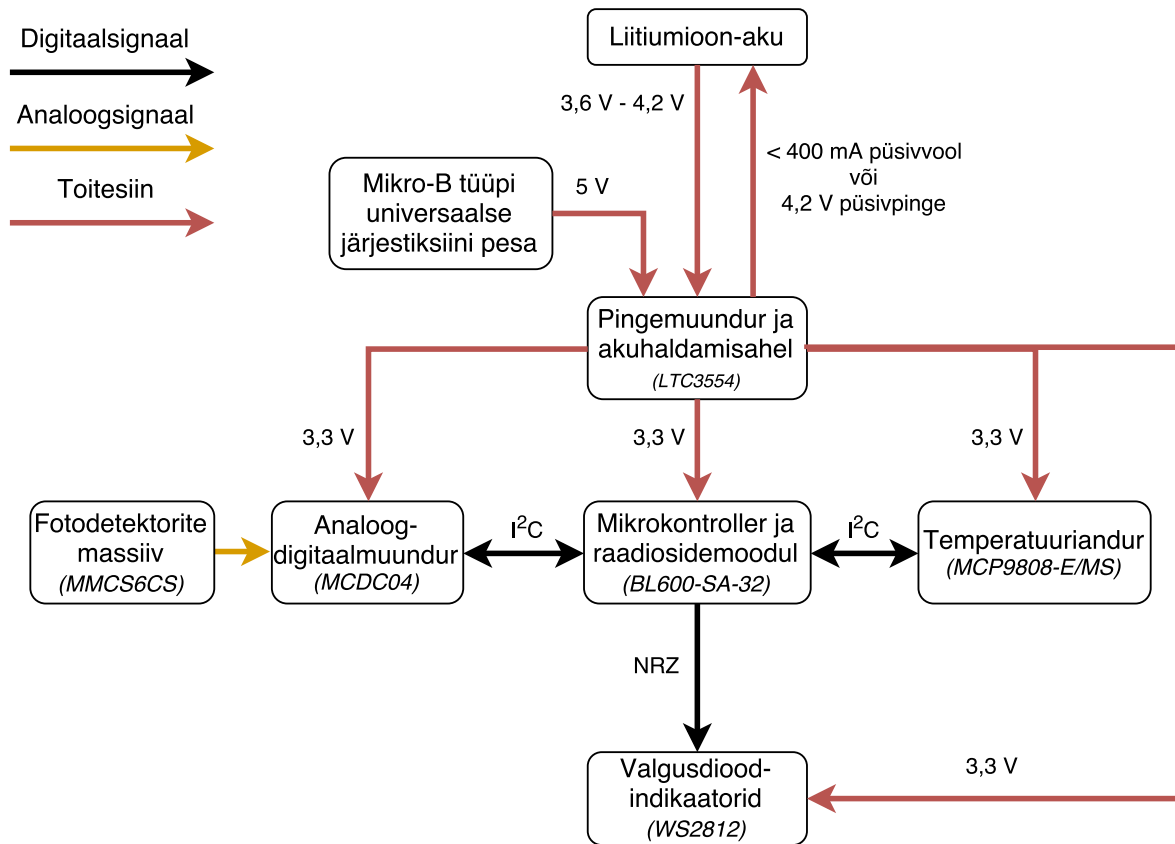 Digitaalsignaal
Analoogsignaal
Toitesiin
Liitiumioon-aku
3,6 V - 4,2 V
< 400 mA püsivvool
või
4,2 V püsivpinge
Mikro-B tüüpi
universaalse
järjestiksiini pesa
5 V
Pingemuundur ja
akuhaldamisahel
(LTC3554)
3,3 V
3,3 V
3,3 V
Fotodetektorite
massiiv
(MMCS6CS)
Analoog-
digitaalmuundur
(MCDC04)
I²C
Mikrokontroller ja
raadiosidemoodul
(BL600-SA-32)
I²C
Temperatuuriandur
(MCP9808-E/MS)
NRZ
Valgusdiood-
indikaatorid
(WS2812)
3,3 V